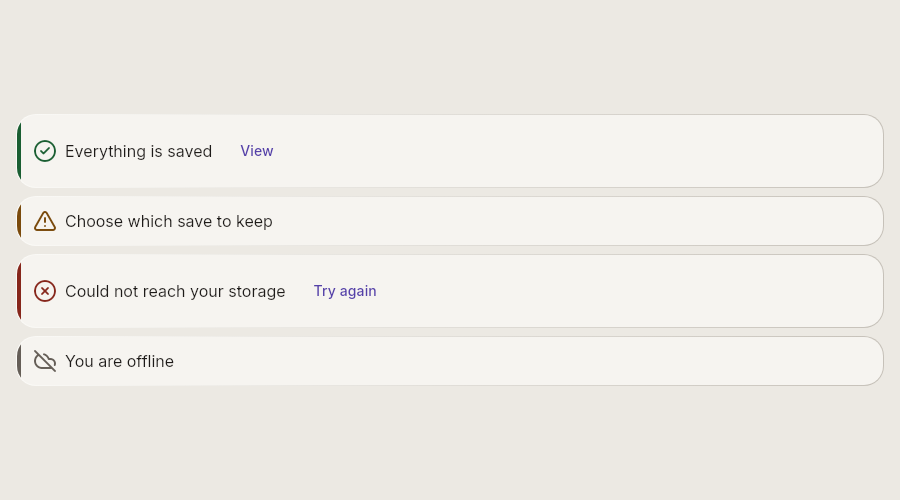 Everything is saved View
Choose which save to keep
Could not reach your storage Try again
You are offline